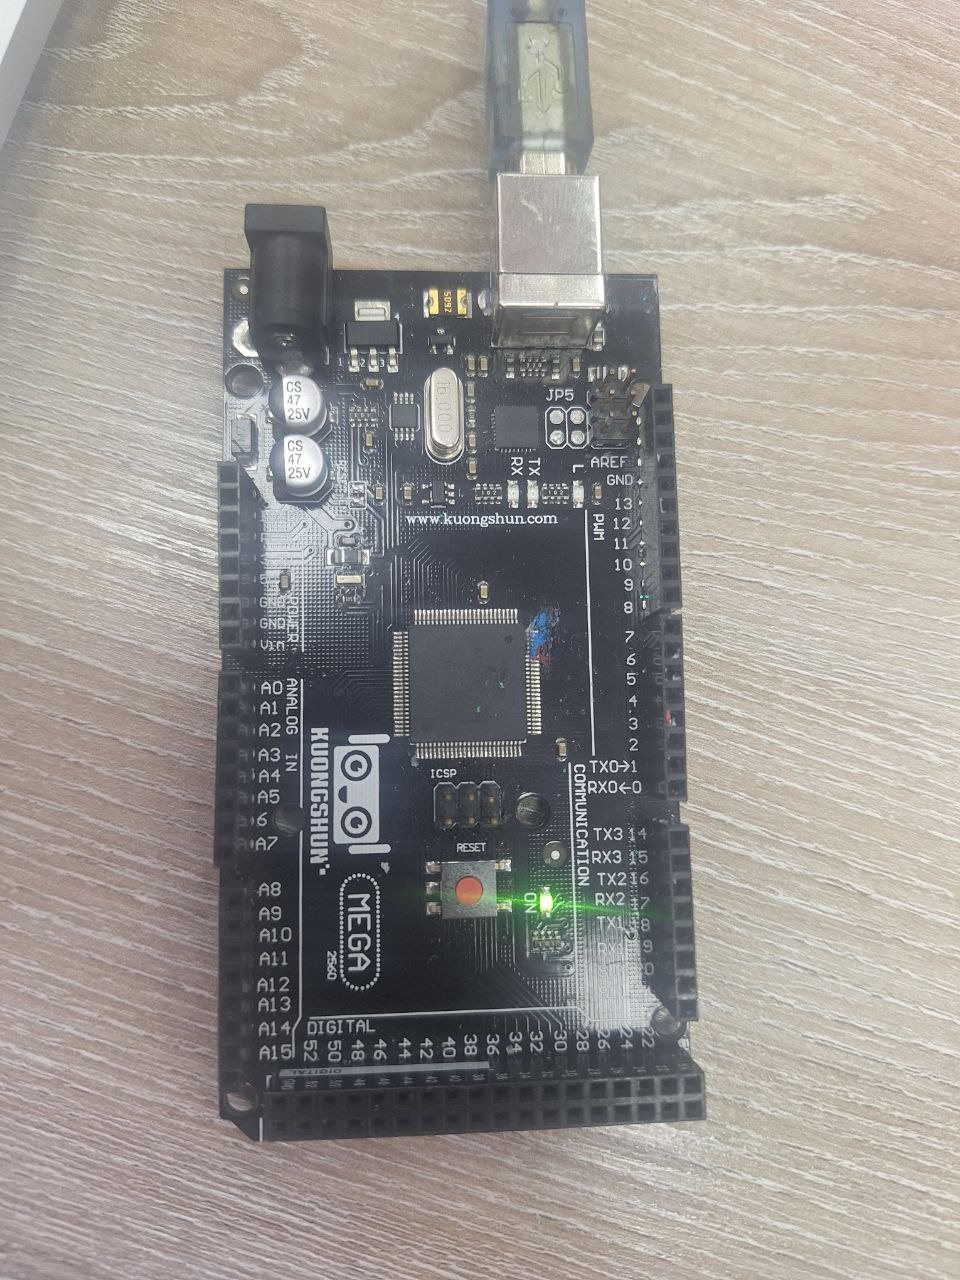 CS
47
25V
CS
47
25V
16.000
JP5
RX
TX
L
AREF
GND
13
12
11
10
9
8
7
6
5
4
3
2
TX0→1
RX0←0
PWM
www.kuongshun.com
GND
GND
Vin
POWER
A0
A1
A2
A3
A4
A5
6
A7
ANALOG IN
A8
A9
A10
A11
A12
A13
A14
A15
KUONGSHUN
MEGA
2560
ICSP
RESET
ON
COMMUNICATION
TX3 14
RX3 15
TX2 16
RX2 17
TX1 18
DIGITAL
52
50
48
46
44
42
40
38
36
34
32
30
28
26
24
22